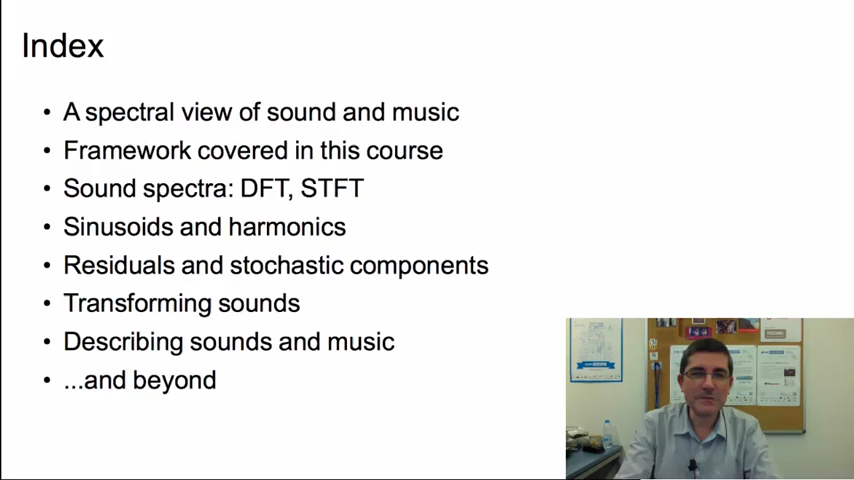 Index
• A spectral view of sound and music
• Framework covered in this course
• Sound spectra: DFT, STFT
• Sinusoids and harmonics
• Residuals and stochastic components
• Transforming sounds
• Describing sounds and music
• ...and beyond